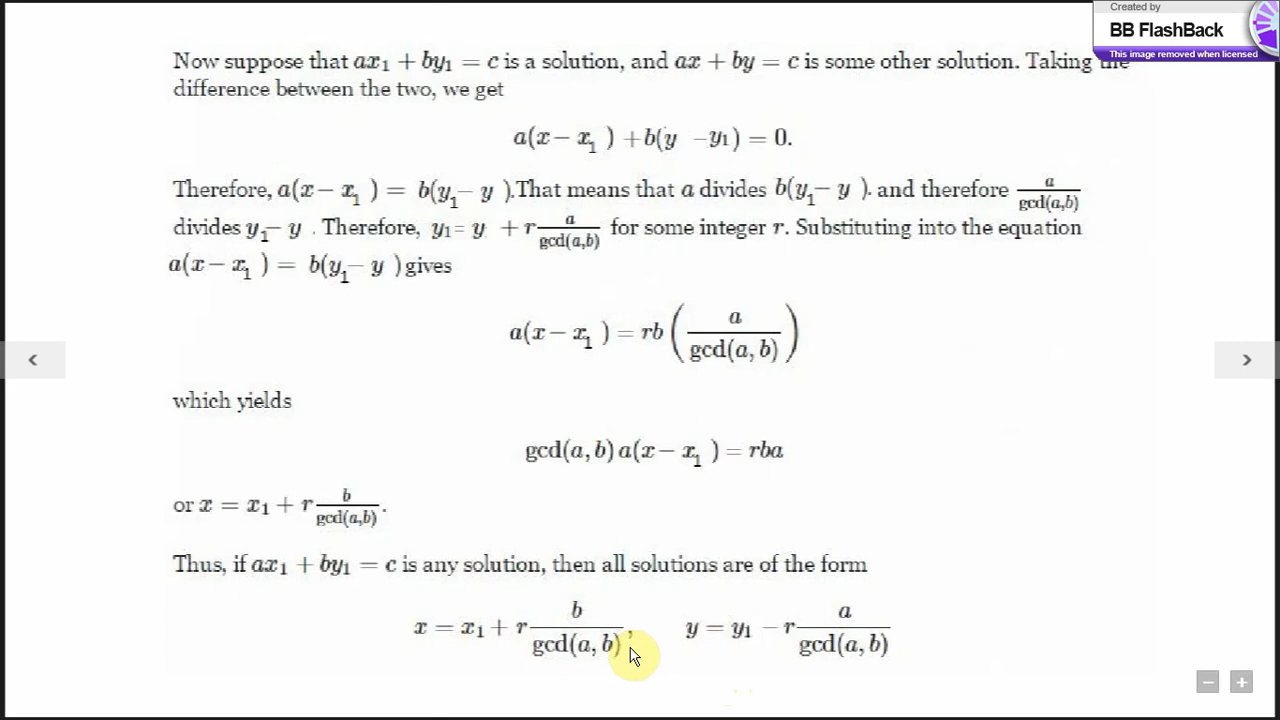 Created by
BB FlashBack
This image removed when licensed
Now suppose that ax₁ + by₁ = c is a solution, and ax + by = c is some other solution. Taking the
difference between the two, we get
a(x − x₁ ) + b(y − y₁) = 0.
Therefore, a(x − x₁ ) = b(y₁ − y ). That means that a divides b(y₁ − y ). and therefore a/gcd(a,b)
divides y₁ − y . Therefore, y₁ = y + r a/gcd(a,b) for some integer r. Substituting into the equation
a(x − x₁ ) = b(y₁ − y ) gives
a(x − x₁ ) = rb (a/gcd(a, b))
which yields
gcd(a, b) a(x − x₁ ) = rba
or x = x₁ + r b/gcd(a,b).
Thus, if ax₁ + by₁ = c is any solution, then all solutions are of the form
x = x₁ + r b/gcd(a, b), y = y₁ − r a/gcd(a, b)